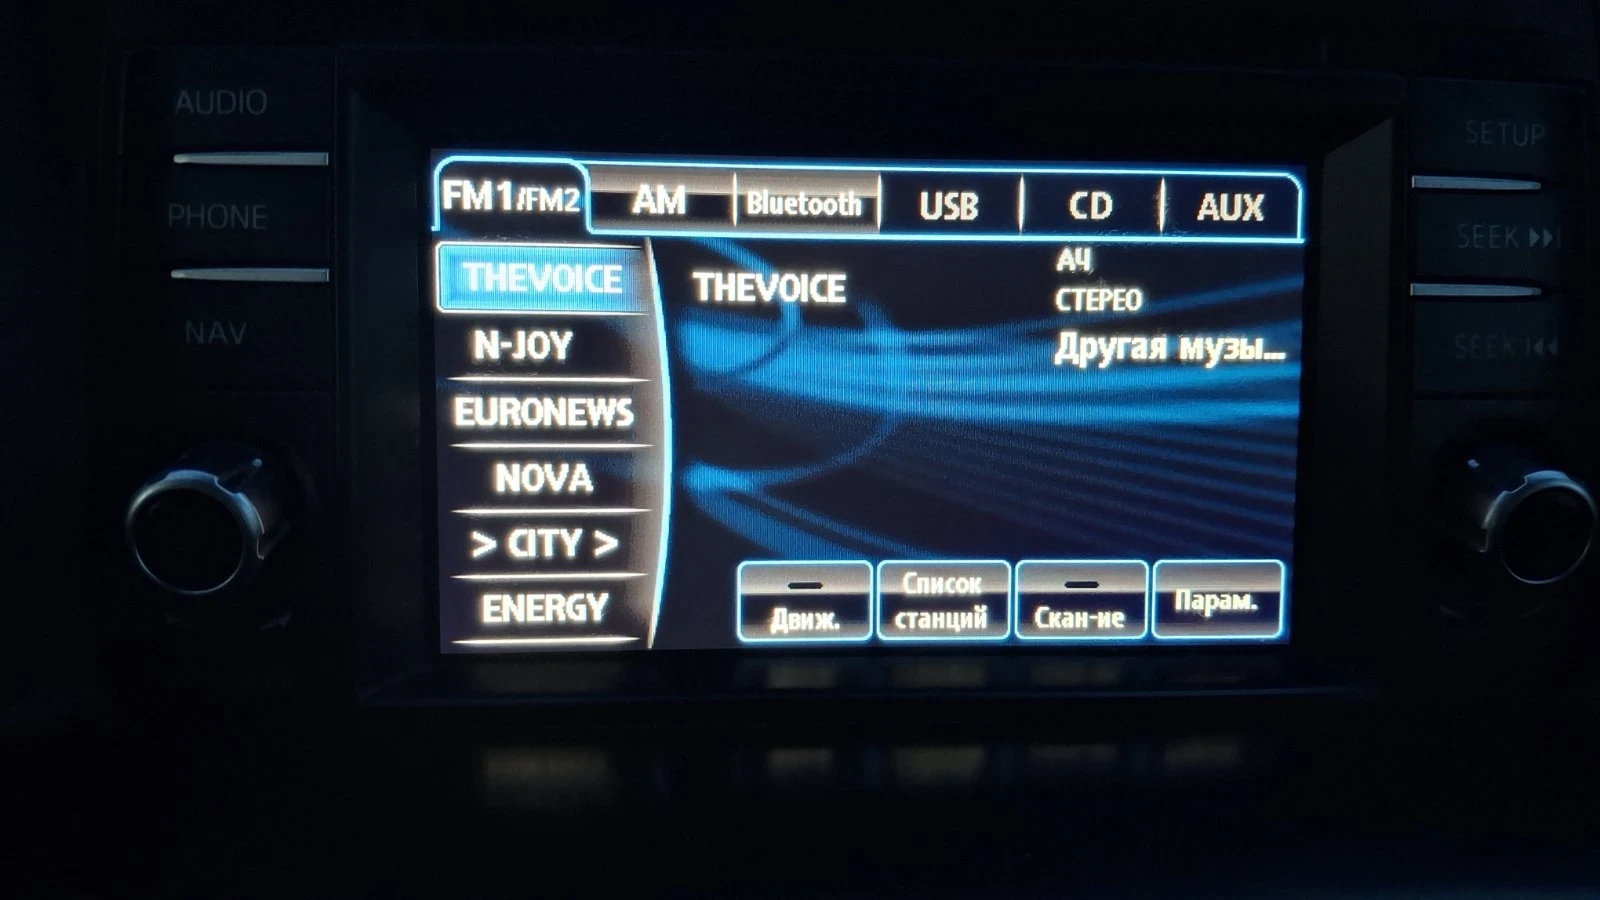 AUDIO
PHONE
NAV
FM1/FM2
AM
Bluetooth
USB
CD
AUX
THEVOICE
N-JOY
EURONEWS
NOVA
> CITY >
ENERGY
THEVOICE
АЧ
СТЕРЕО
Другая музы...
Движ.
Список
станций
Скан-ие
Парам.
SETUP
SEEK
SEEK